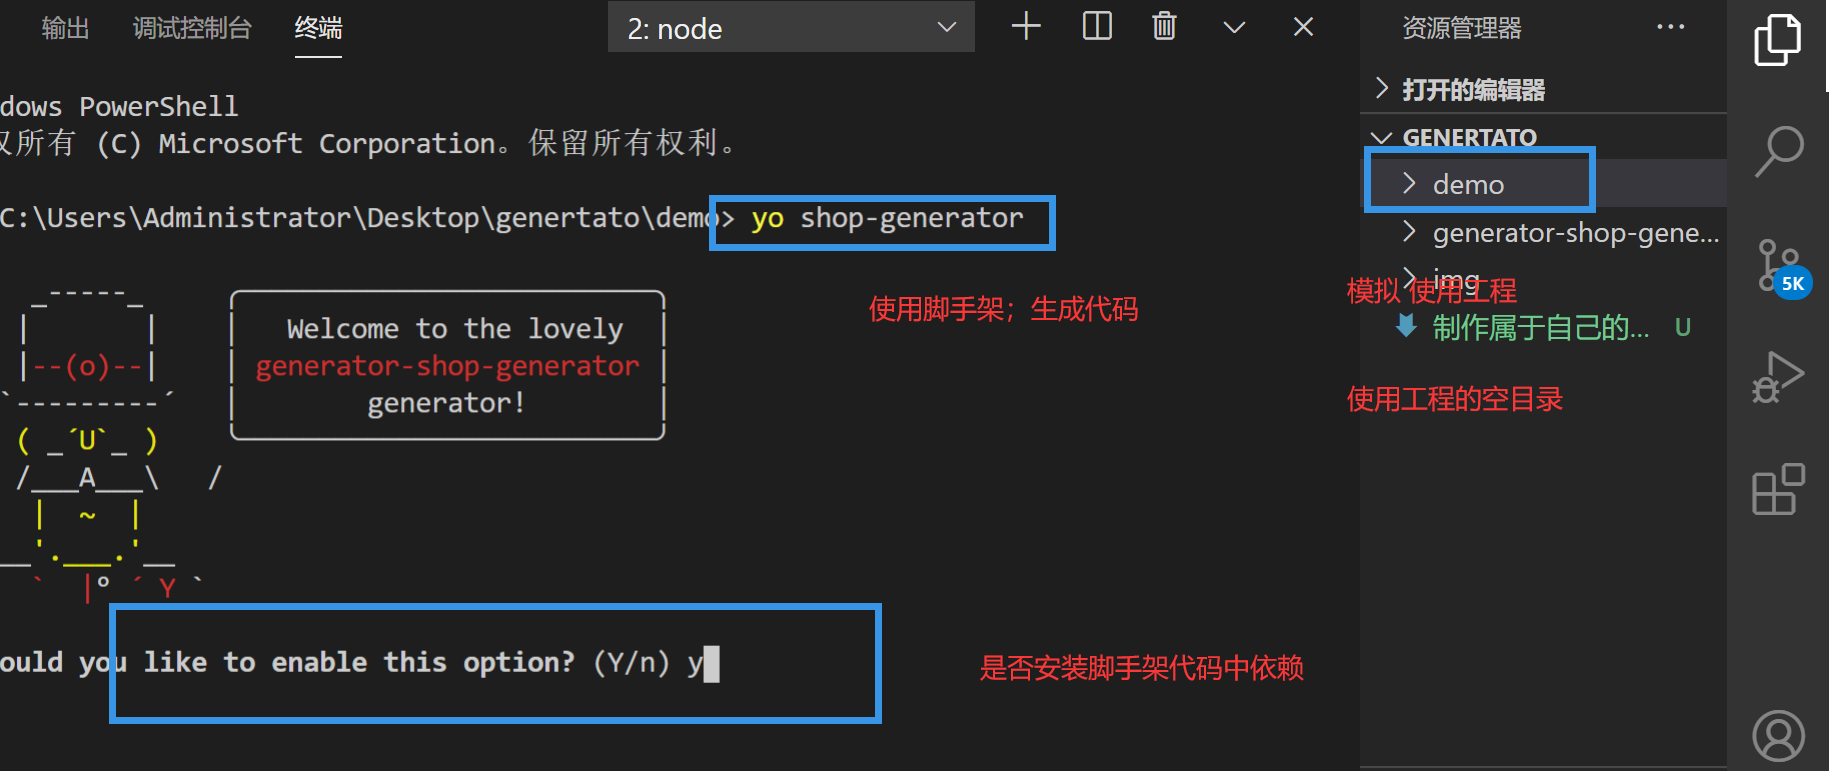 输出 调试控制台 终端 2: node
dows PowerShell
又所有 (C) Microsoft Corporation。保留所有权利。
C:\Users\Administrator\Desktop\genertato\demo> yo shop-generator
使用脚手架；生成代码
Welcome to the lovely
generator-shop-generator
generator!
ould you like to enable this option? (Y/n) y
是否安装脚手架代码中依赖
资源管理器 ...
打开的编辑器
GENERTATO
demo
generator-shop-gene...
img
模拟 使用工程
制作属于自己的... U
使用工程的空目录
5K